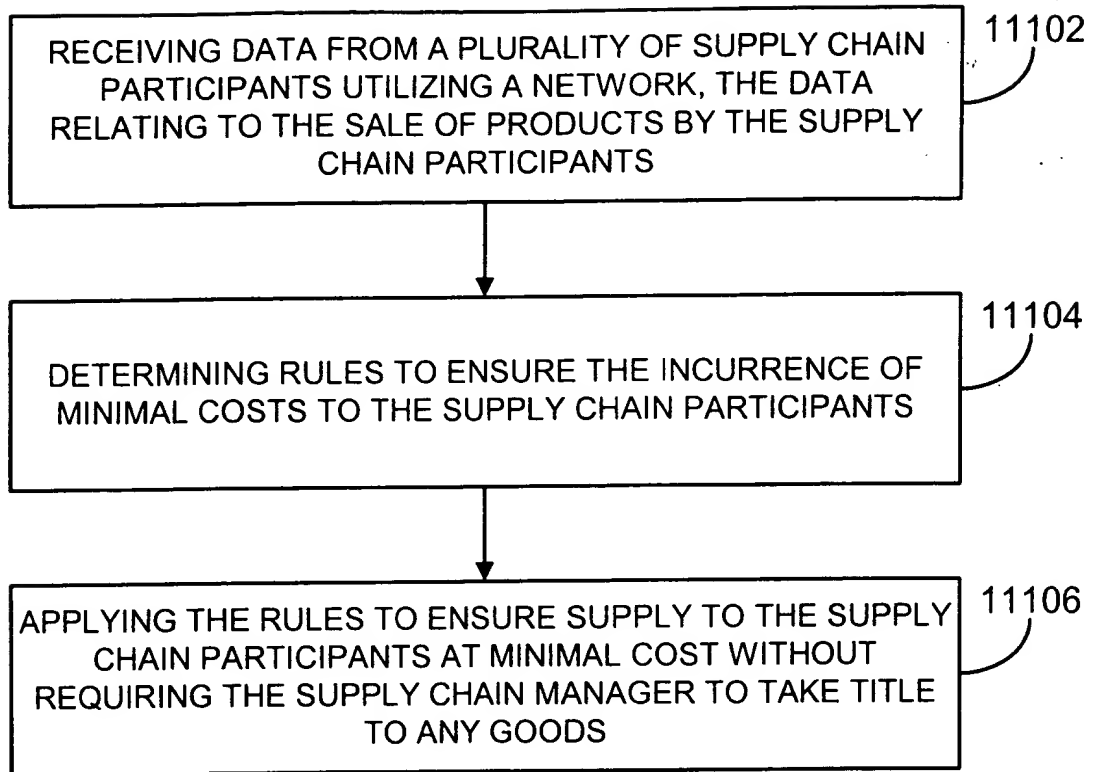 RECEIVING DATA FROM A PLURALITY OF SUPPLY CHAIN
PARTICIPANTS UTILIZING A NETWORK, THE DATA
RELATING TO THE SALE OF PRODUCTS BY THE SUPPLY
CHAIN PARTICIPANTS
11102
DETERMINING RULES TO ENSURE THE INCURRENCE OF
MINIMAL COSTS TO THE SUPPLY CHAIN PARTICIPANTS
11104
APPLYING THE RULES TO ENSURE SUPPLY TO THE SUPPLY
CHAIN PARTICIPANTS AT MINIMAL COST WITHOUT
REQUIRING THE SUPPLY CHAIN MANAGER TO TAKE TITLE
TO ANY GOODS
11106